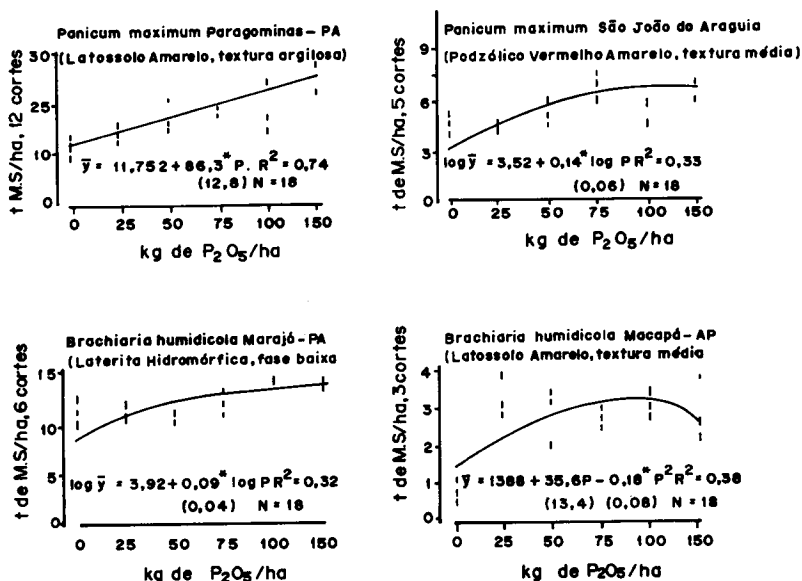 Panicum maximum Paragominas-PA
(Latossolo Amarelo, textura argilosa)
t M.S/ha, 12 cortes
30
25
10
0
ȳ = 11,752+86,3* P. R²=0,74
(12,8) N = 18
0 25 50 75 100 150
kg de P₂O₅/ha
Panicum maximum São João do Araguia
(Podzólico Vermelho Amarelo, textura média)
t de M.S/ha, 5 cortes
9
6
3
0
log ȳ = 3,52+0,14* log P R²=0,33
(0,06) N = 18
0 25 50 75 100 150
kg de P₂O₅/ha
Brachiaria humidicola Marajó-PA
(Laterita Hidromórfica, fase baixa
t de M.S/ha, 6 cortes
15
10
5
0
log ȳ = 3,92+0,09* log P R²=0,32
(0,04) N = 18
0 25 50 75 100 150
kg de P₂O₅/ha
Brachiaria humidicola Macapá-AP
(Latossolo Amarelo, textura média
t de M.S/ha, 3 cortes
4
3
2
1
0
ȳ = 1388 + 35,6P - 0,18* P² R²=0,38
(13,4) (0,08) N = 18
0 25 50 75 100 150
kg de P₂O₅/ha